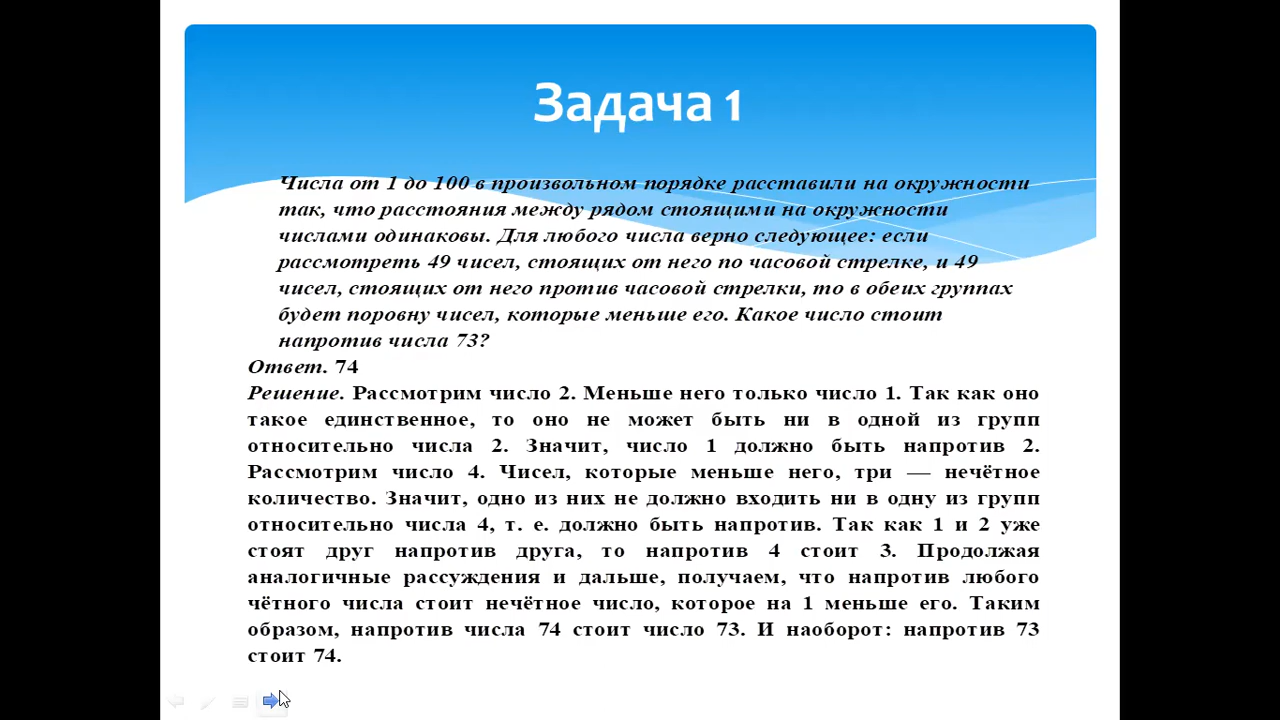 Задача 1
Числа от 1 до 100 в произвольном порядке расставили на окружности
так, что расстояния между рядом стоящими на окружности
числами одинаковы. Для любого числа верно следующее: если
рассмотреть 49 чисел, стоящих от него по часовой стрелке, и 49
чисел, стоящих от него против часовой стрелки, то в обеих группах
будет поровну чисел, которые меньше его. Какое число стоит
напротив числа 73?
Ответ. 74
Решение. Рассмотрим число 2. Меньше него только число 1. Так как оно
такое единственное, то оно не может быть ни в одной из групп
относительно числа 2. Значит, число 1 должно быть напротив 2.
Рассмотрим число 4. Чисел, которые меньше него, три — нечётное
количество. Значит, одно из них не должно входить ни в одну из групп
относительно числа 4, т. е. должно быть напротив. Так как 1 и 2 уже
стоят друг напротив друга, то напротив 4 стоит 3. Продолжая
аналогичные рассуждения и дальше, получаем, что напротив любого
чётного числа стоит нечётное число, которое на 1 меньше его. Таким
образом, напротив числа 74 стоит число 73. И наоборот: напротив 73
стоит 74.